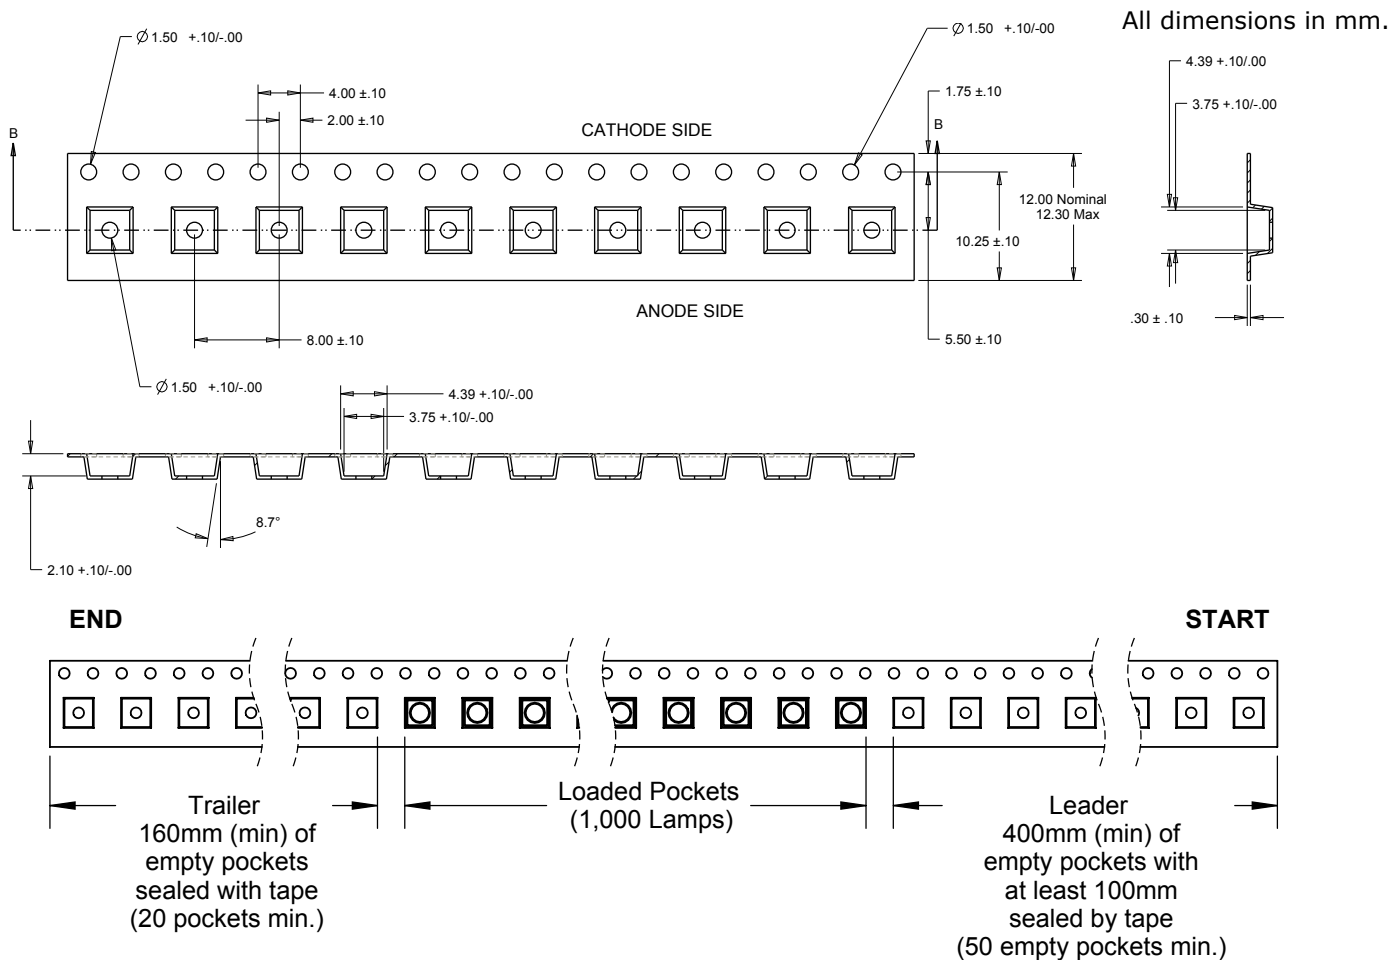 All dimensions in mm.
Ø 1.50 +.10/-.00
Ø 1.50 +.10/-00
4.39 +.10/.00
4.00 ±.10
1.75 ±.10
3.75 +.10/-.00
2.00 ±.10
CATHODE SIDE
B
B
12.00 Nominal
12.30 Max
10.25 ±.10
ANODE SIDE
.30 ± .10
8.00 ±.10
5.50 ±.10
Ø 1.50 +.10/-.00
4.39 +.10/-.00
3.75 +.10/-.00
8.7°
2.10 +.10/-.00
END
START
Trailer
160mm (min) of
empty pockets
sealed with tape
(20 pockets min.)
Loaded Pockets
(1,000 Lamps)
Leader
400mm (min) of
empty pockets with
at least 100mm
sealed by tape
(50 empty pockets min.)